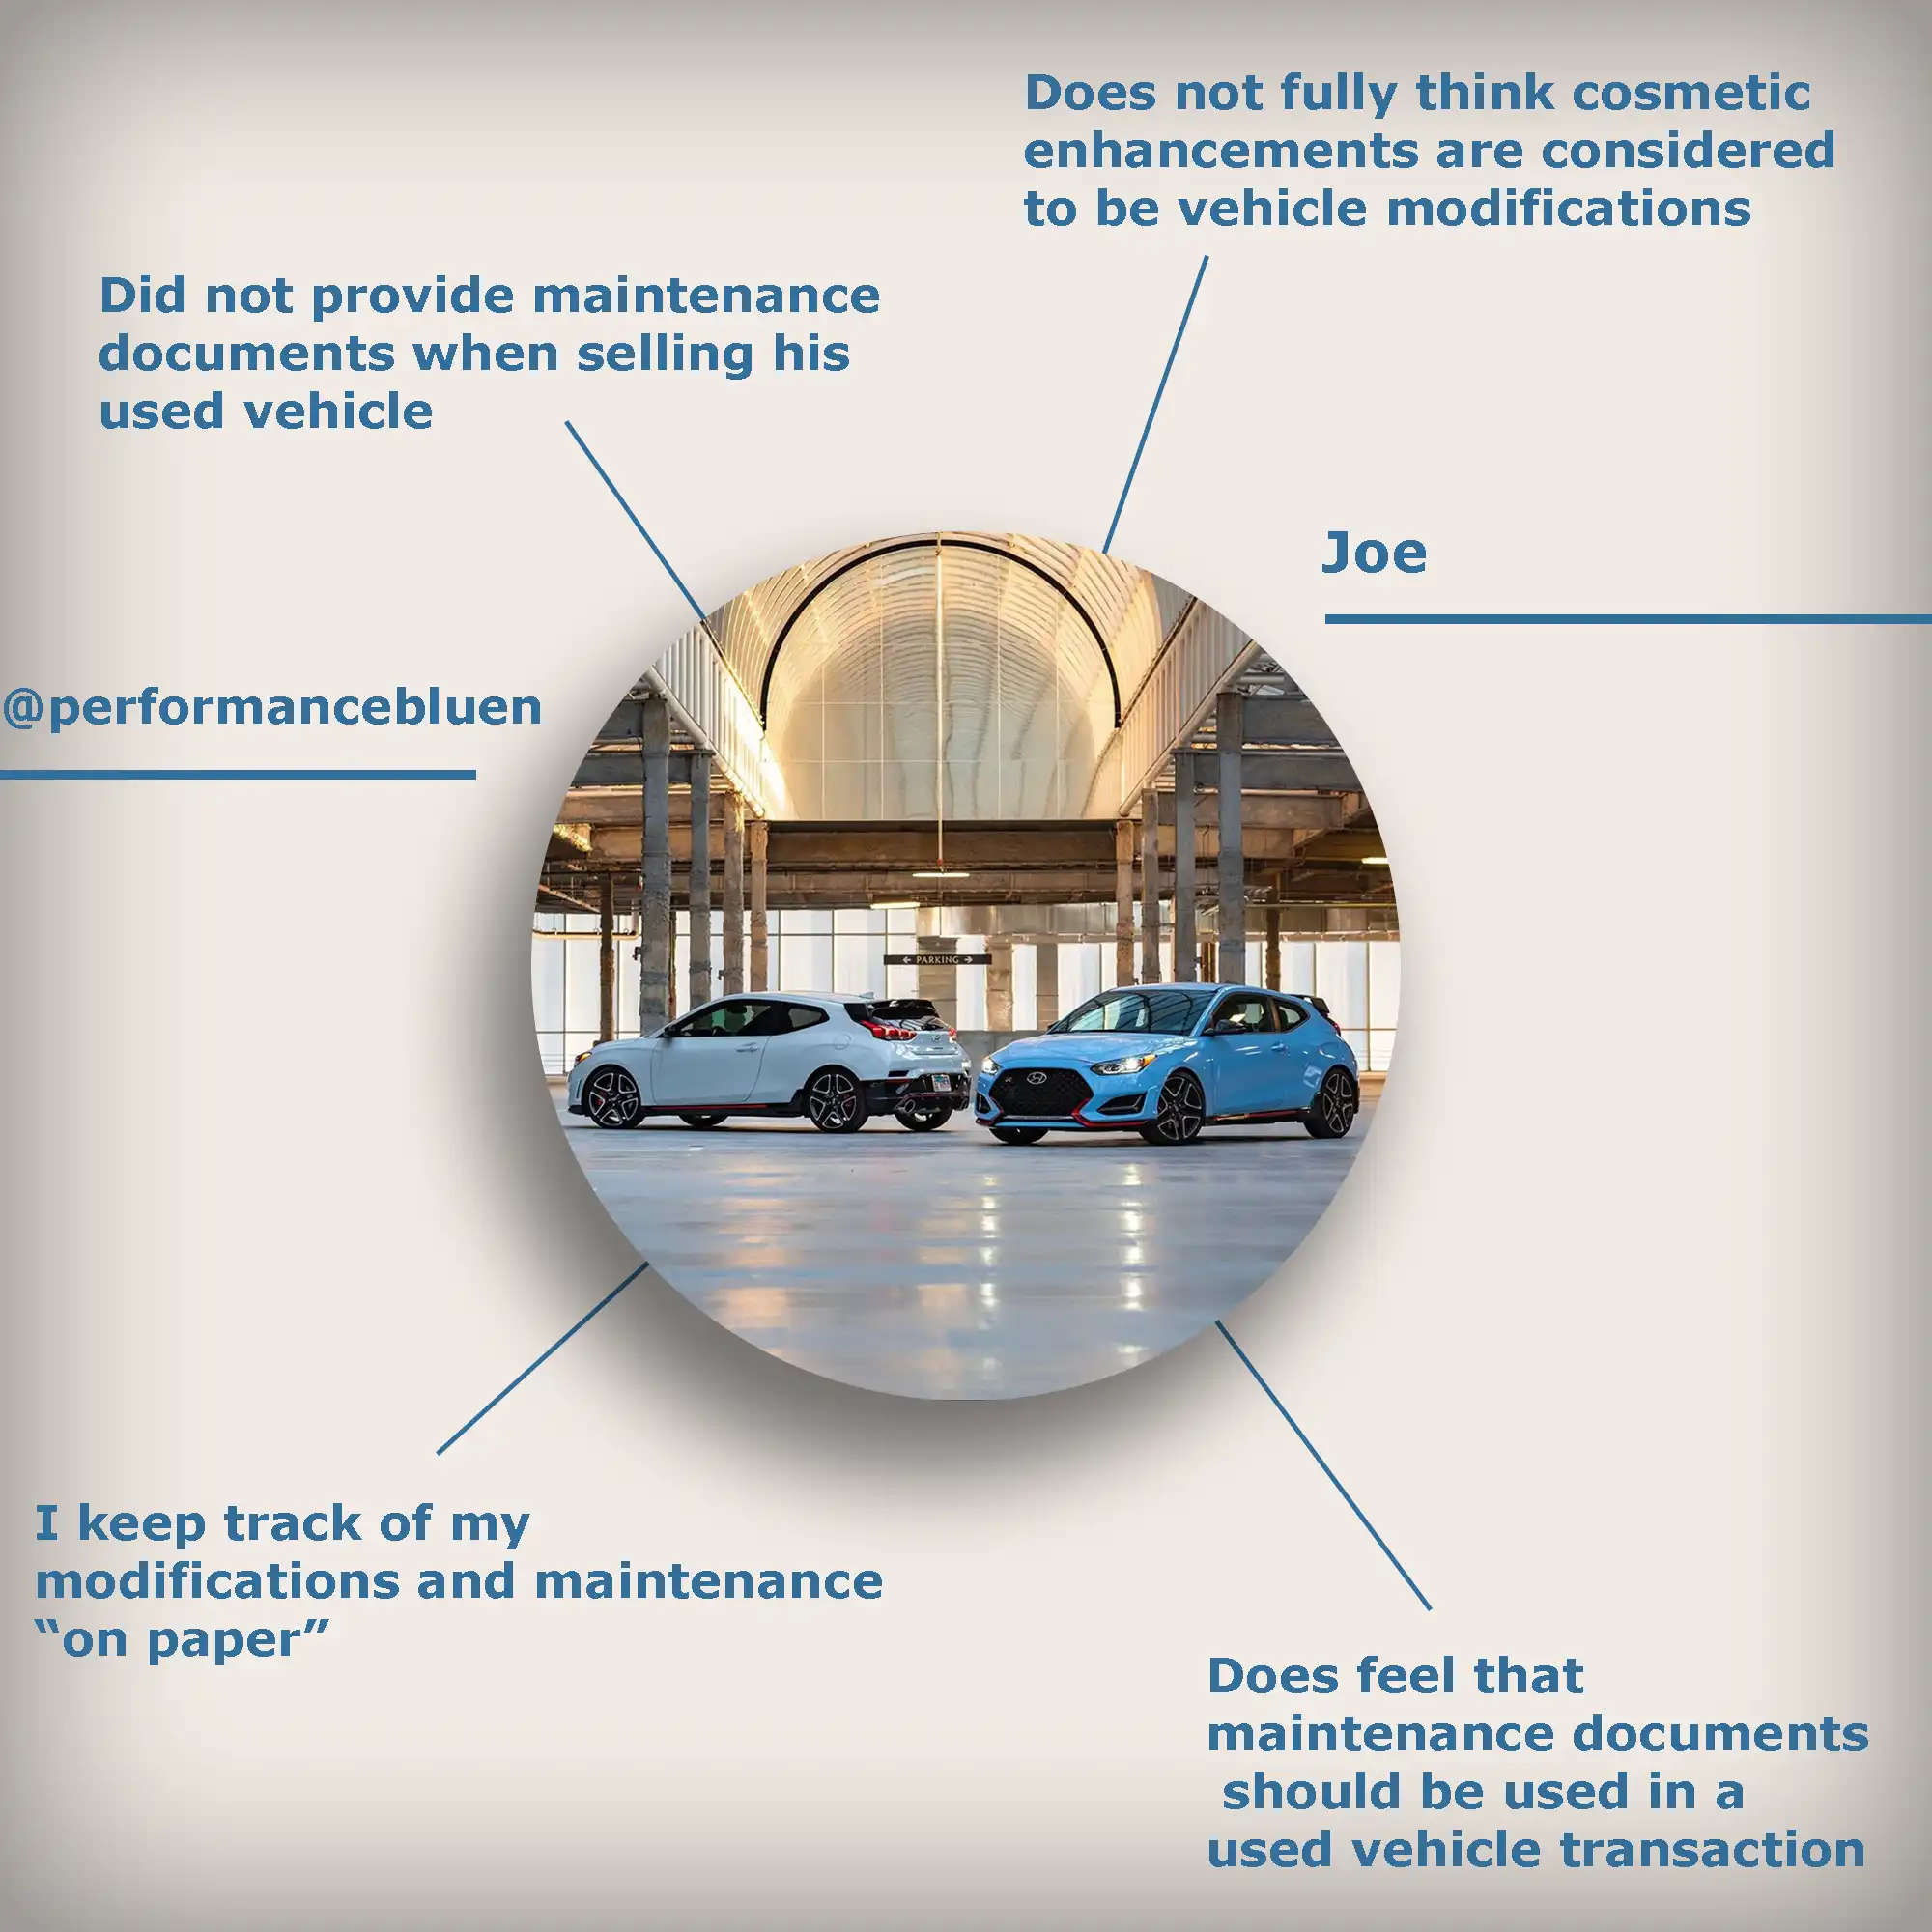 Does not fully think cosmetic
enhancements are considered
to be vehicle modifications
Did not provide maintenance
documents when selling his
used vehicle
Joe
@performancebluen
← PARKING →
I keep track of my
modifications and maintenance
“on paper”
Does feel that
maintenance documents
should be used in a
used vehicle transaction